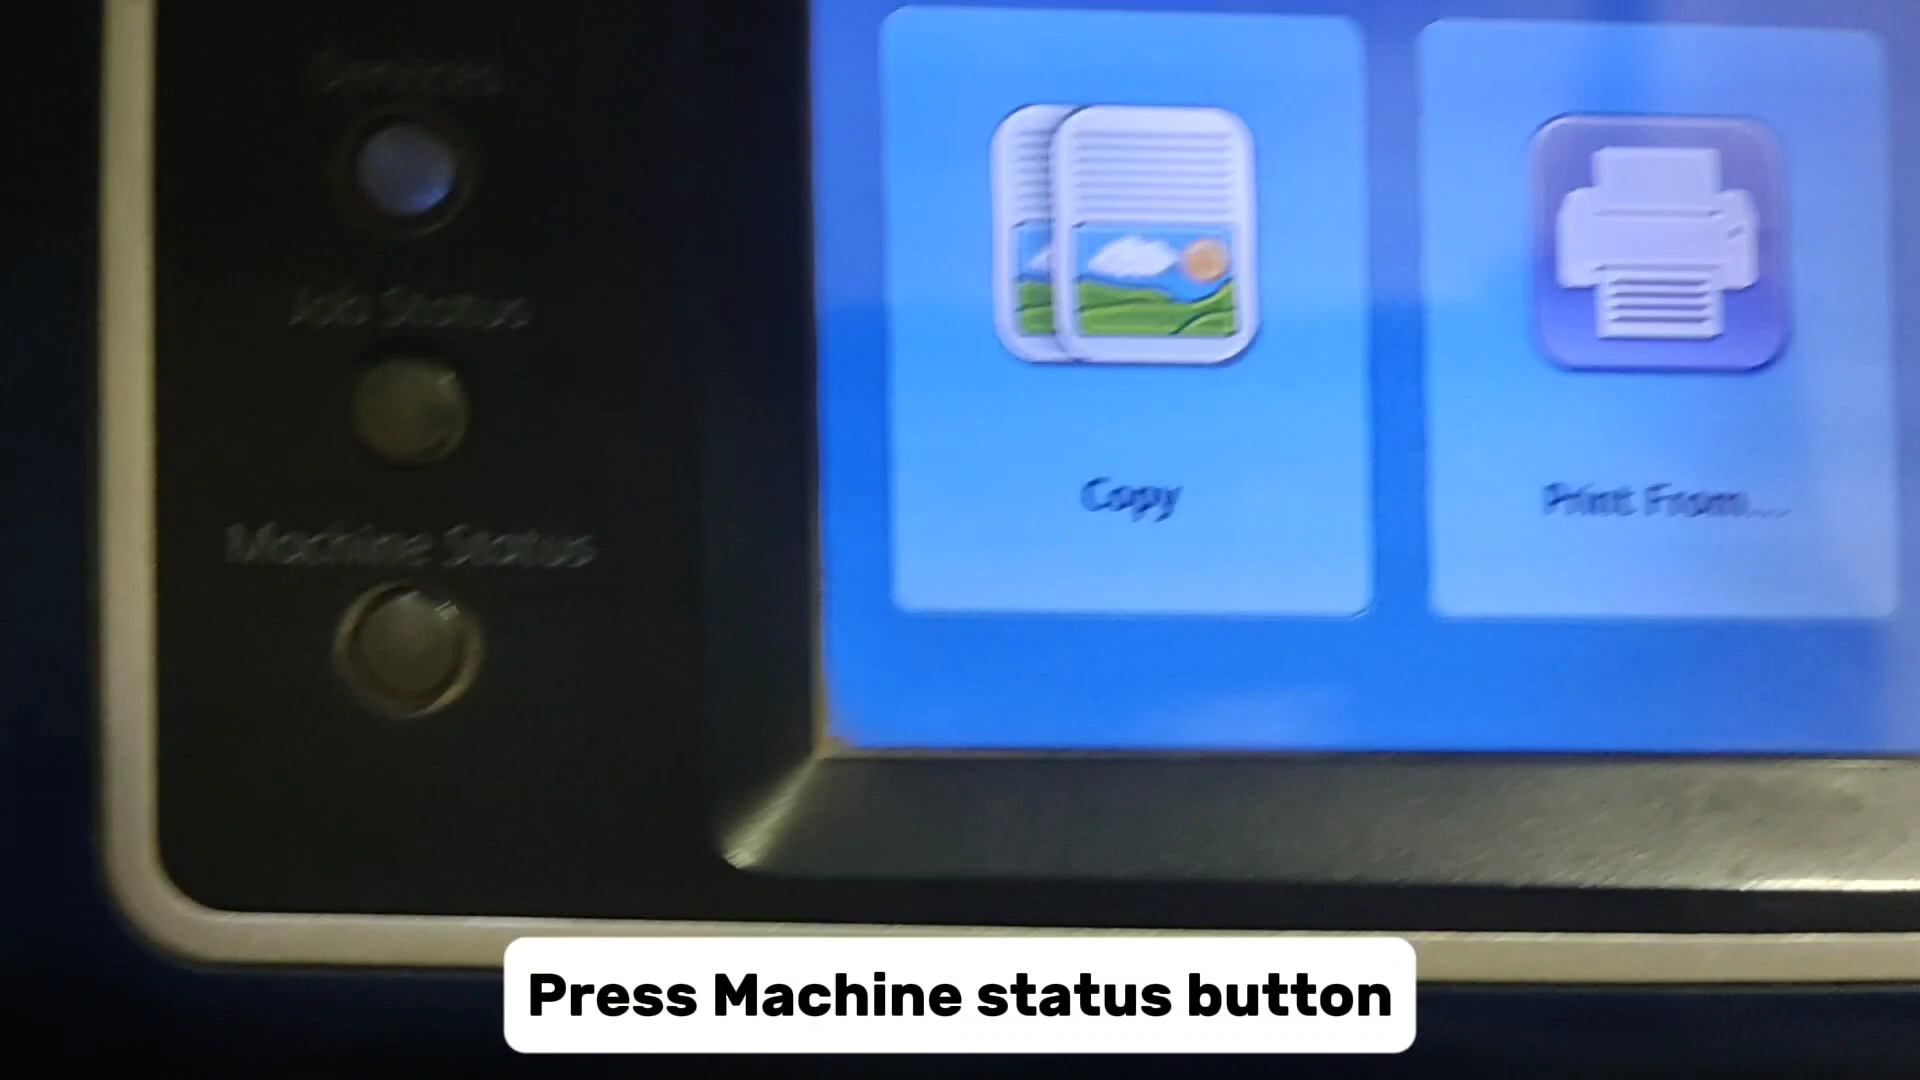 Services
Job Status
Machine Status
Copy
Print From...
Press Machine status button